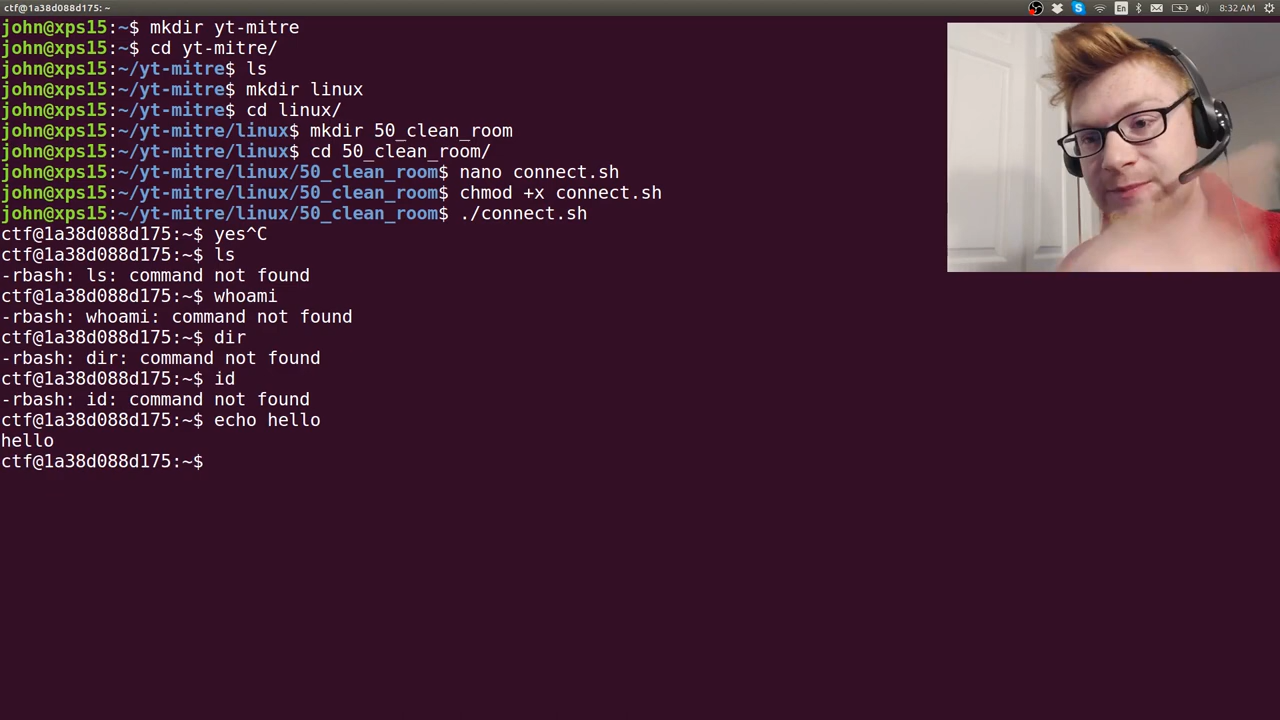 ctf@1a38d088d175: ~
En
8:32 AM
john@xps15:~$ mkdir yt-mitre
john@xps15:~$ cd yt-mitre/
john@xps15:~/yt-mitre$ ls
john@xps15:~/yt-mitre$ mkdir linux
john@xps15:~/yt-mitre$ cd linux/
john@xps15:~/yt-mitre/linux$ mkdir 50_clean_room
john@xps15:~/yt-mitre/linux$ cd 50_clean_room/
john@xps15:~/yt-mitre/linux/50_clean_room$ nano connect.sh
john@xps15:~/yt-mitre/linux/50_clean_room$ chmod +x connect.sh
john@xps15:~/yt-mitre/linux/50_clean_room$ ./connect.sh
ctf@1a38d088d175:~$ yes^C
ctf@1a38d088d175:~$ ls
-rbash: ls: command not found
ctf@1a38d088d175:~$ whoami
-rbash: whoami: command not found
ctf@1a38d088d175:~$ dir
-rbash: dir: command not found
ctf@1a38d088d175:~$ id
-rbash: id: command not found
ctf@1a38d088d175:~$ echo hello
hello
ctf@1a38d088d175:~$